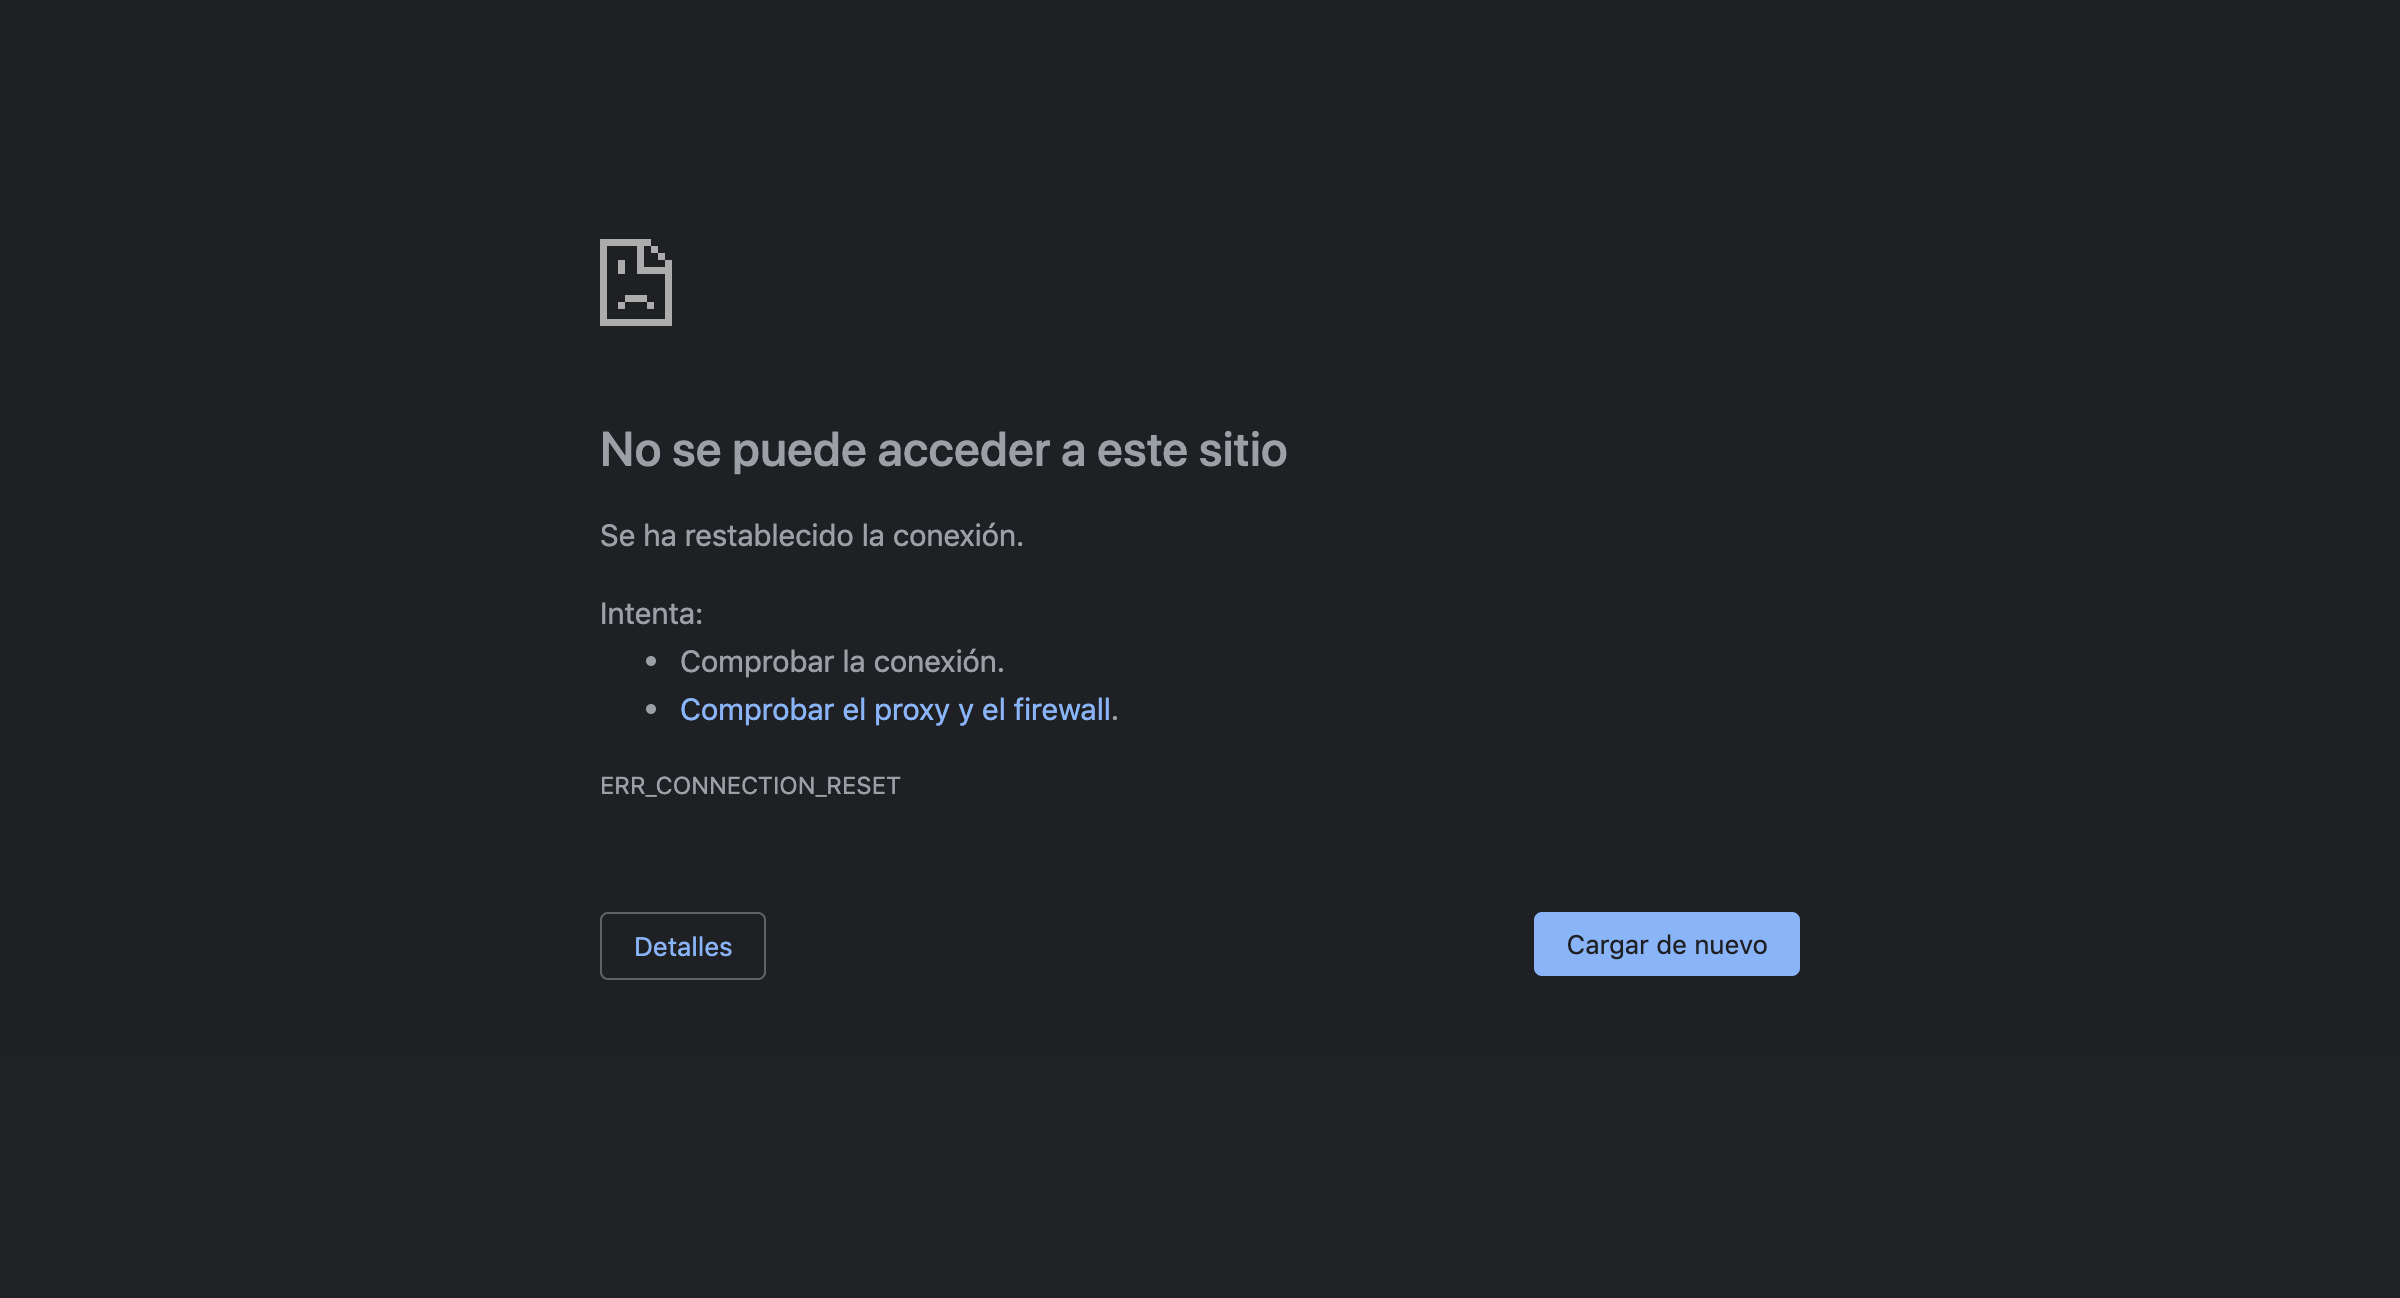 No se puede acceder a este sitio
Se ha restablecido la conexión.
Intenta:
• Comprobar la conexión.
• Comprobar el proxy y el firewall.
ERR_CONNECTION_RESET
Detalles
Cargar de nuevo